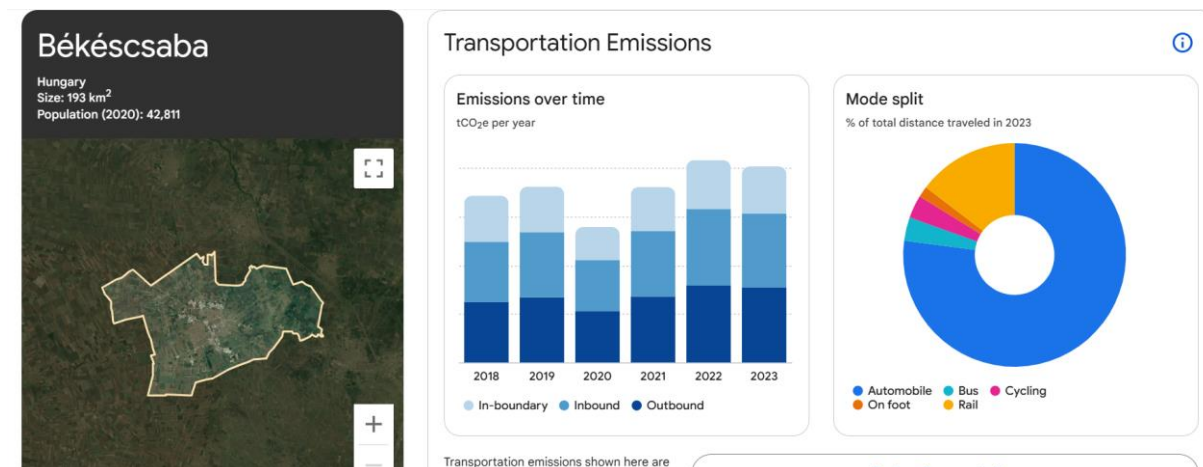 Békéscsaba
Hungary
Size: 193 km²
Population (2020): 42,811
Transportation Emissions
Emissions over time
tCO₂e per year
2018 2019 2020 2021 2022 2023
In-boundary Inbound Outbound
Mode split
% of total distance traveled in 2023
Automobile Bus Cycling
On foot Rail
Transportation emissions shown here are